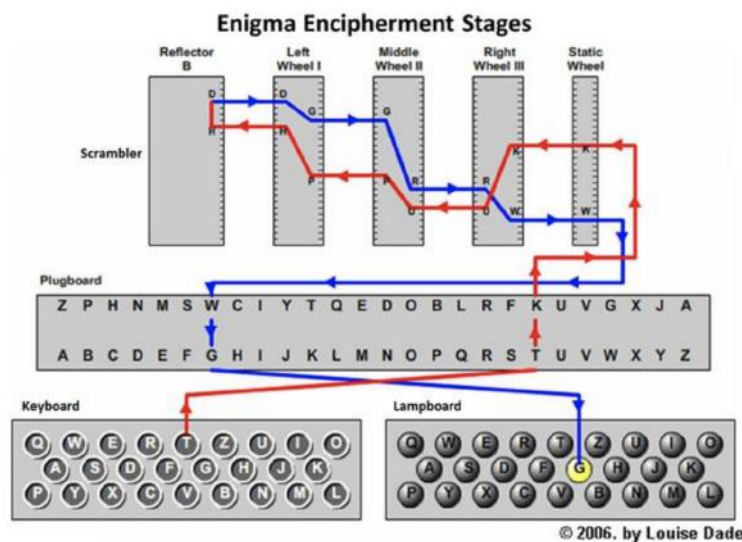 Enigma Encipherment Stages
Reflector B
Left Wheel I
Middle Wheel II
Right Wheel III
Static Wheel
Scrambler
D D G G
H H K K
P P R R
U U W W
Plugboard
Z P H N M S W C I Y T Q E D O B L R F K U V G X J A
A B C D E F G H I J K L M N O P Q R S T U V W X Y Z
Keyboard
Q W E R T Z U I O
A S D F G H J K
P Y X C V B N M L
Lampboard
Q W E R T Z U I O
A S D F G H J K
P Y X C V B N M L
© 2006. by Louise Dade